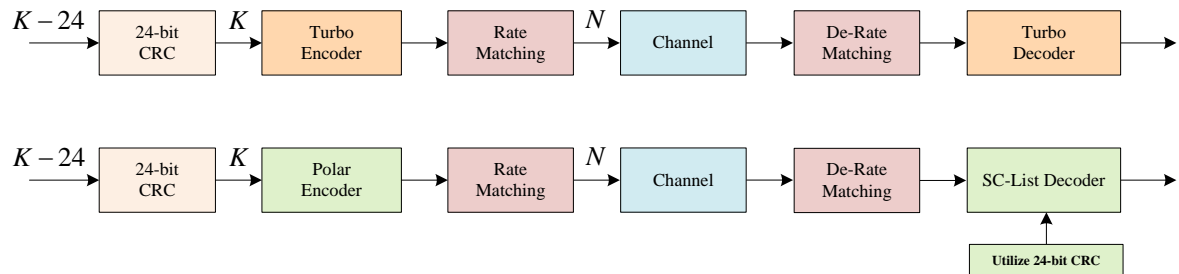 K − 24
24-bit CRC
K
Turbo Encoder
Rate Matching
N
Channel
De-Rate Matching
Turbo Decoder
K − 24
24-bit CRC
K
Polar Encoder
Rate Matching
N
Channel
De-Rate Matching
SC-List Decoder
Utilize 24-bit CRC